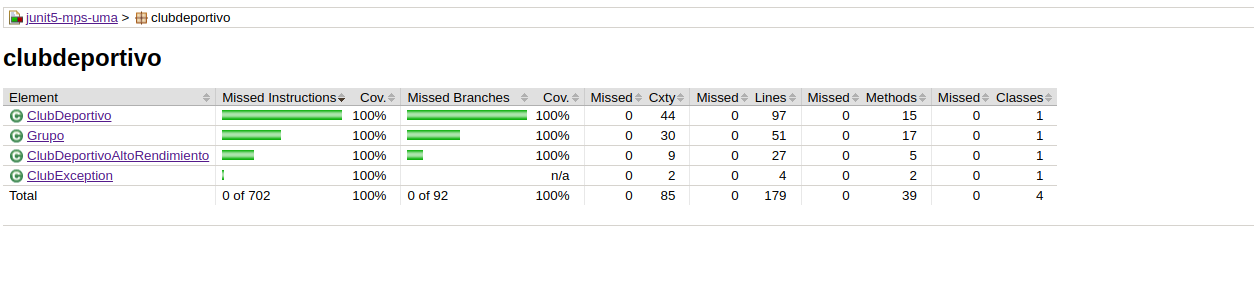 junit5-mps-uma > clubdeportivo
clubdeportivo
Element Missed Instructions Cov. Missed Branches Cov. Missed Cxty Missed Lines Missed Methods Missed Classes
ClubDeportivo 100% 100% 0 44 0 97 0 15 0 1
Grupo 100% 100% 0 30 0 51 0 17 0 1
ClubDeportivoAltoRendimiento 100% 100% 0 9 0 27 0 5 0 1
ClubException 100% n/a 0 2 0 4 0 2 0 1
Total 0 of 702 100% 0 of 92 100% 0 85 0 179 0 39 0 4